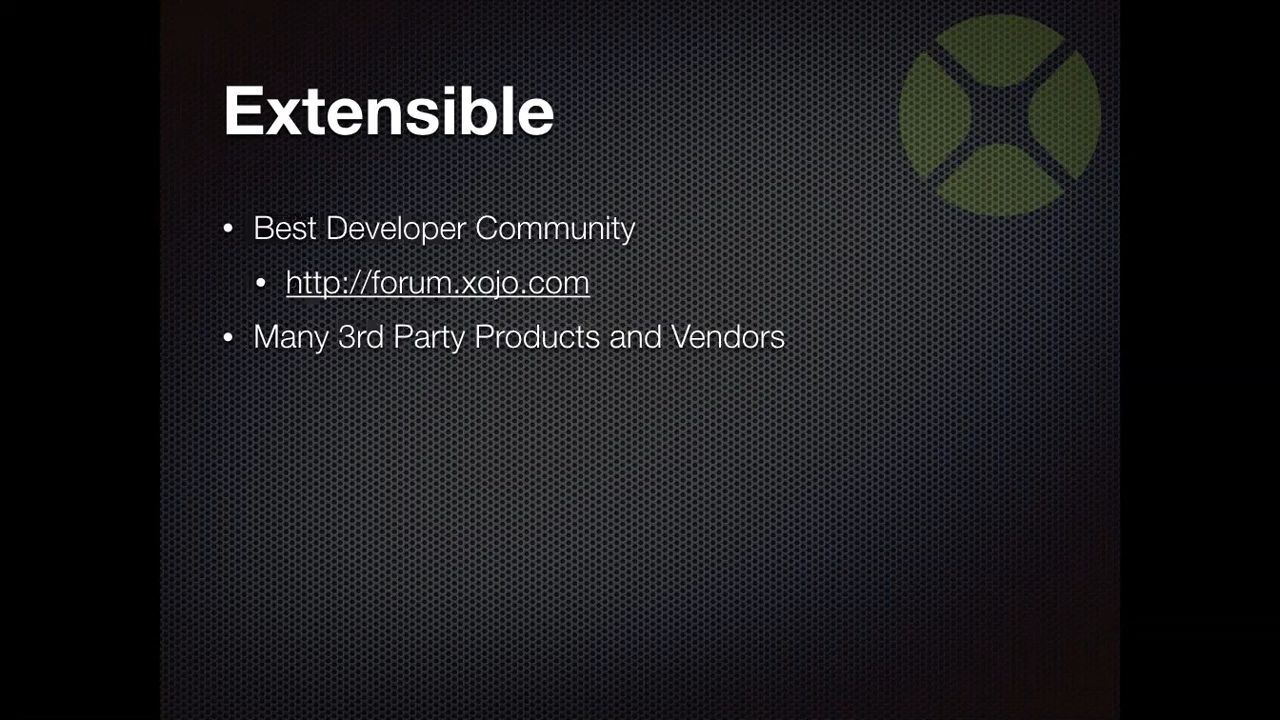 Extensible
• Best Developer Community
• http://forum.xojo.com
• Many 3rd Party Products and Vendors